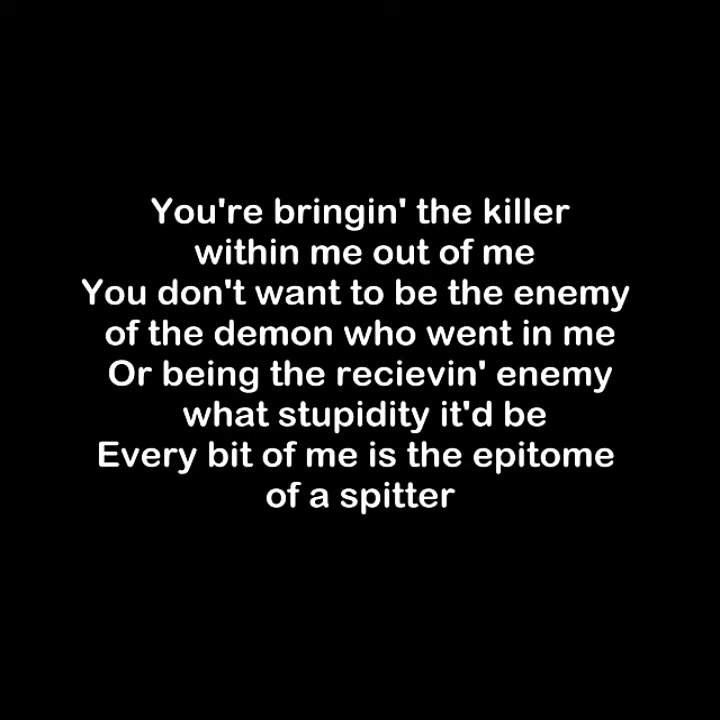 You're bringin' the killer
within me out of me
You don't want to be the enemy
of the demon who went in me
Or being the recievin' enemy
what stupidity it'd be
Every bit of me is the epitome
of a spitter